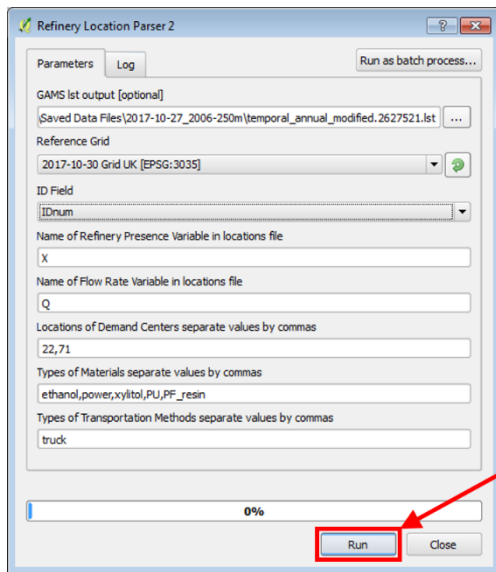 Refinery Location Parser 2
Parameters
Log
Run as batch process...
GAMS lst output [optional]
\Saved Data Files\2017-10-27_2006-250m\temporal_annual_modified.2627521.lst
...
Reference Grid
2017-10-30 Grid UK [EPSG:3035]
ID Field
IDnum
Name of Refinery Presence Variable in locations file
X
Name of Flow Rate Variable in locations file
Q
Locations of Demand Centers separate values by commas
22,71
Types of Materials separate values by commas
ethanol,power,xylitol,PU,PF_resin
Types of Transportation Methods separate values by commas
truck
0%
Run
Close